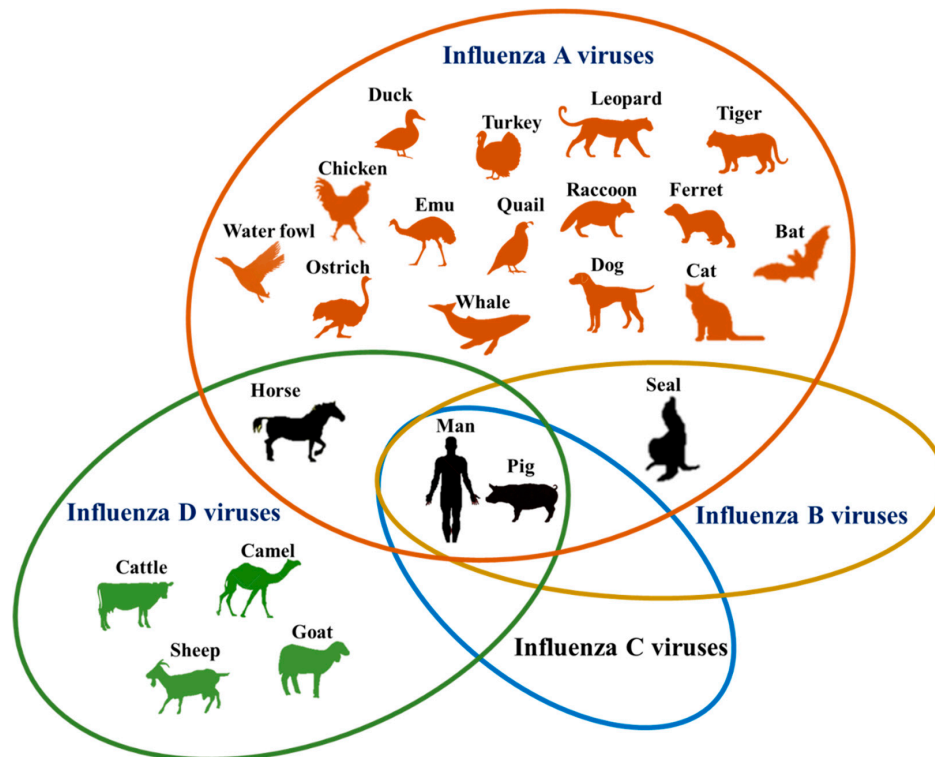 Influenza A viruses
Duck
Leopard
Turkey
Tiger
Chicken
Emu
Quail
Raccoon
Ferret
Water fowl
Bat
Ostrich
Whale
Dog
Cat
Horse
Seal
Man
Pig
Influenza D viruses
Influenza B viruses
Cattle
Camel
Sheep
Goat
Influenza C viruses